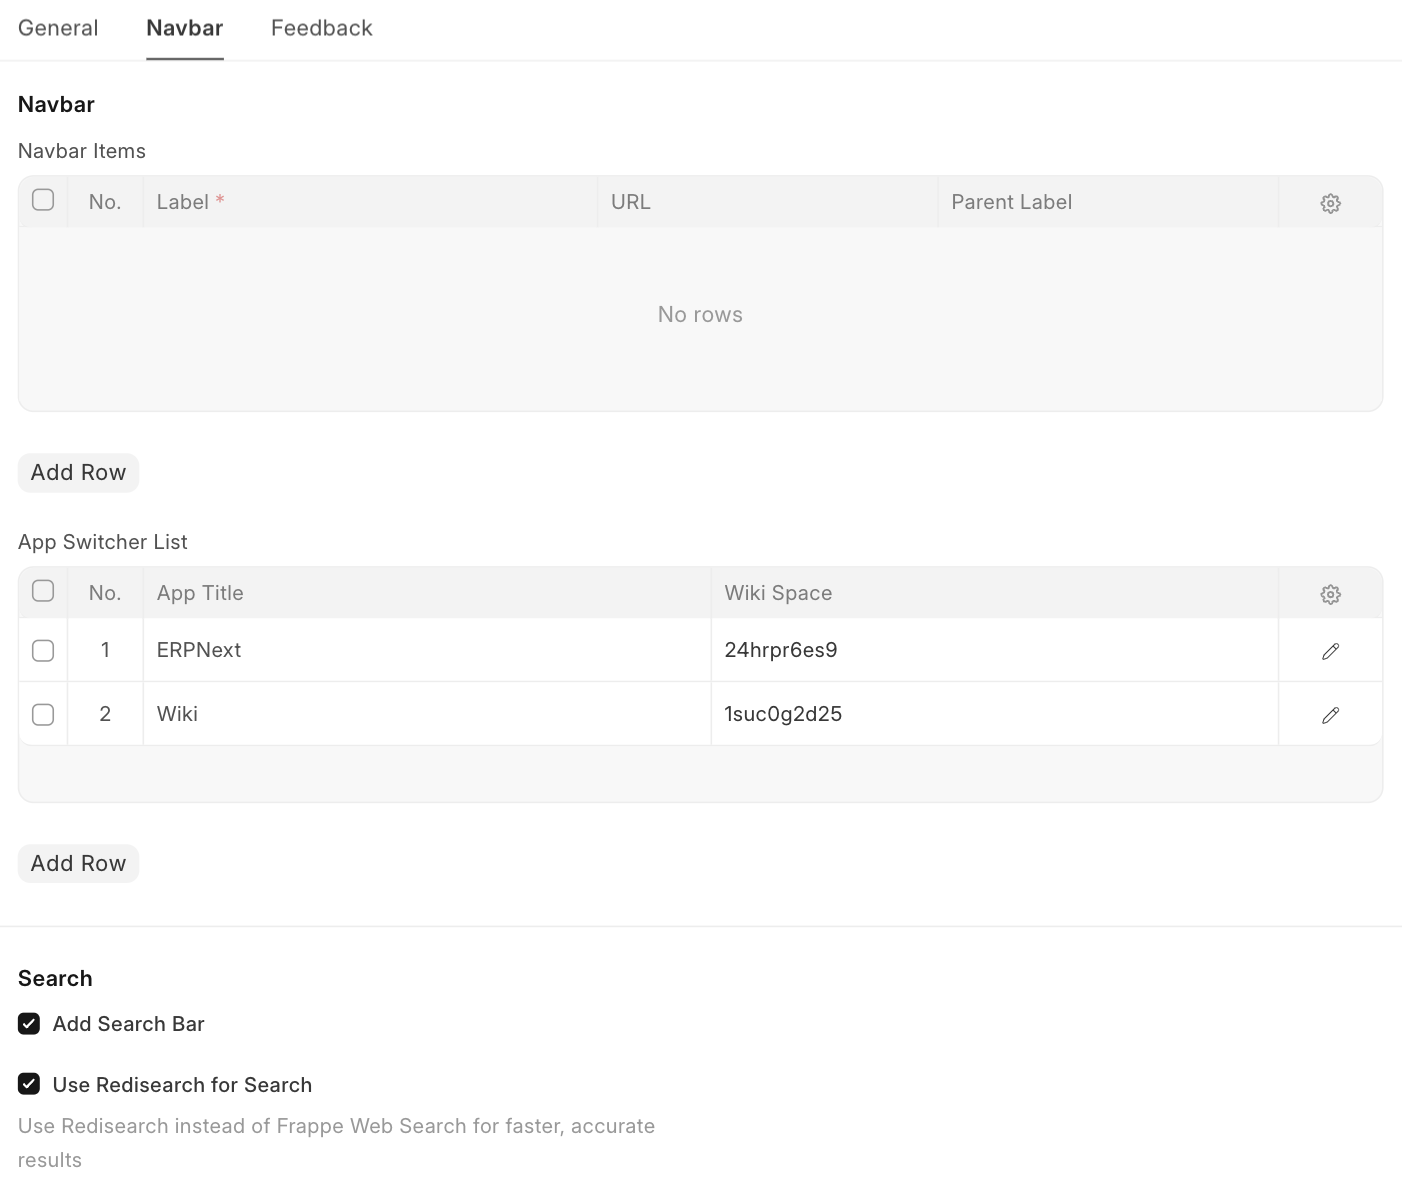 General Navbar Feedback
Navbar
Navbar Items
No. Label * URL Parent Label
No rows
Add Row
App Switcher List
No. App Title Wiki Space
1 ERPNext 24hrpr6es9
2 Wiki 1suc0g2d25
Add Row
Search
Add Search Bar
Use Redisearch for Search
Use Redisearch instead of Frappe Web Search for faster, accurate
results